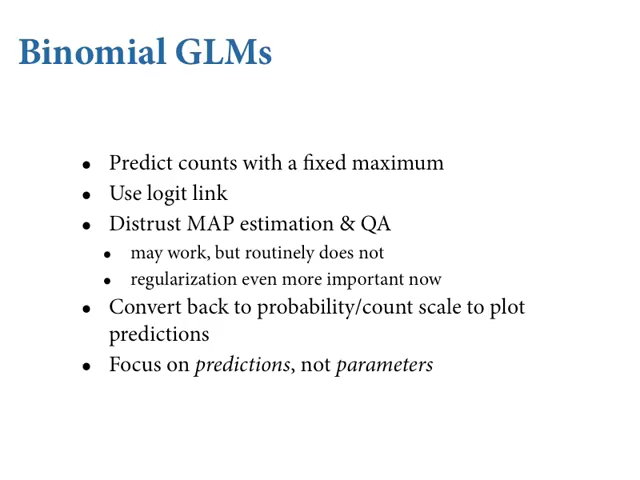 Binomial GLMs
• Predict counts with a fixed maximum
• Use logit link
• Distrust MAP estimation & QA
• may work, but routinely does not
• regularization even more important now
• Convert back to probability/count scale to plot
predictions
• Focus on predictions, not parameters